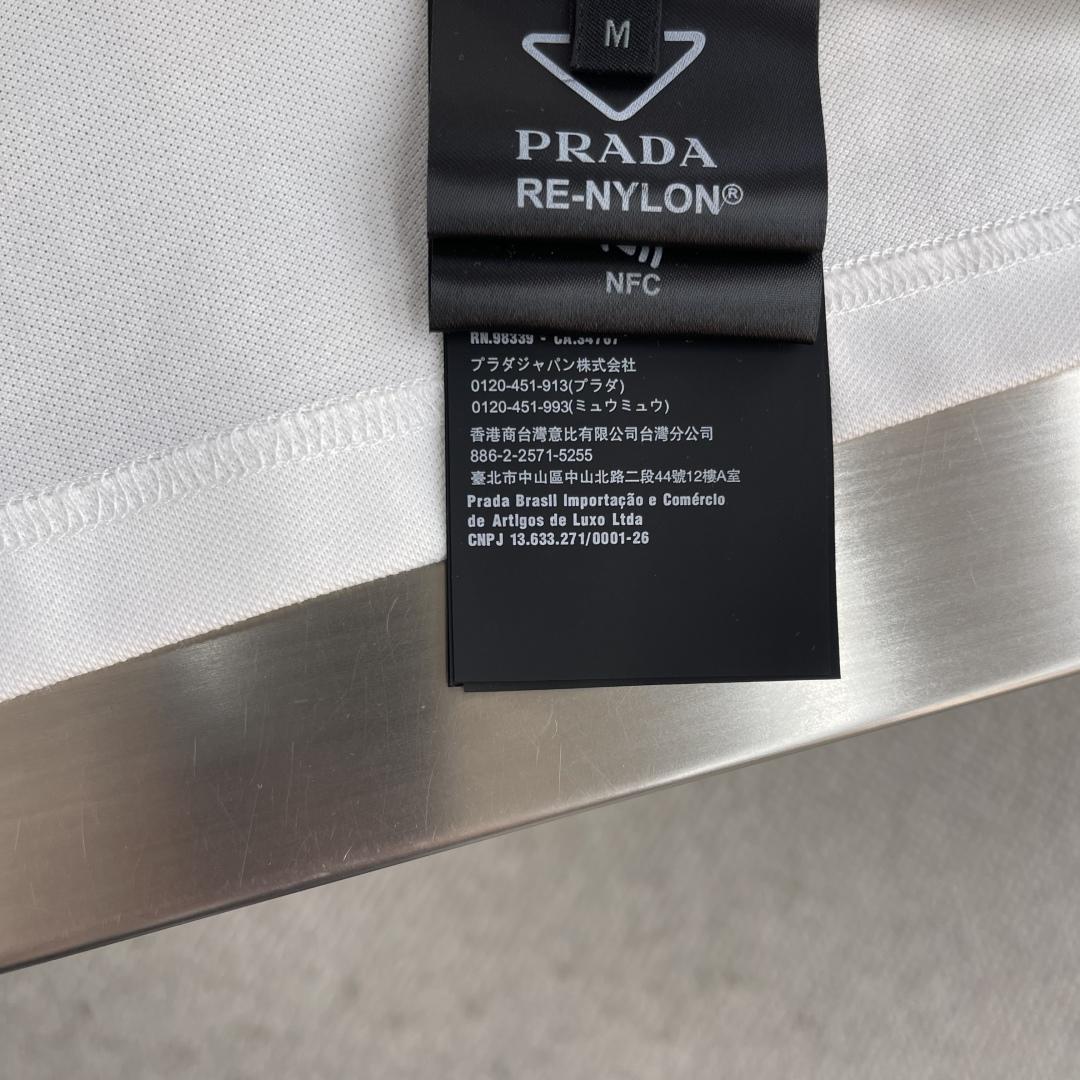 M
PRADA
RE-NYLON®
NFC
RN.98339 - CA.34707
プラダジャパン株式会社
0120-451-913(プラダ)
0120-451-993(ミュウミュウ)
香港商台灣意比有限公司台灣分公司
886-2-2571-5255
臺北市中山區中山北路二段44號12樓A室
Prada Brasil Importação e Comércio
de Artigos de Luxo Ltda
CNPJ 13.633.271/0001-26